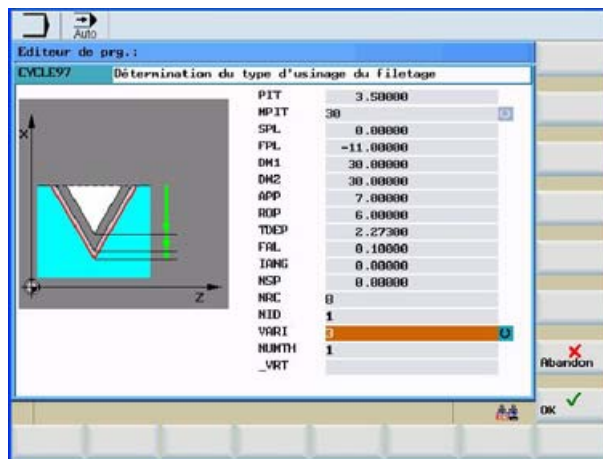 Auto
Editeur de prg.:
CYCLE97 Détermination du type d'usinage du filetage
PIT 3.50000
MPIT 30
SPL 0.00000
FPL -11.00000
DM1 30.00000
DM2 30.00000
APP 7.00000
ROP 6.00000
TDEP 2.27300
FAL 0.10000
IANG 0.00000
NSP 0.00000
NRC 8
NID 1
VARI 3
NUMTH 1
_VRT
X
Z
Abandon
OK